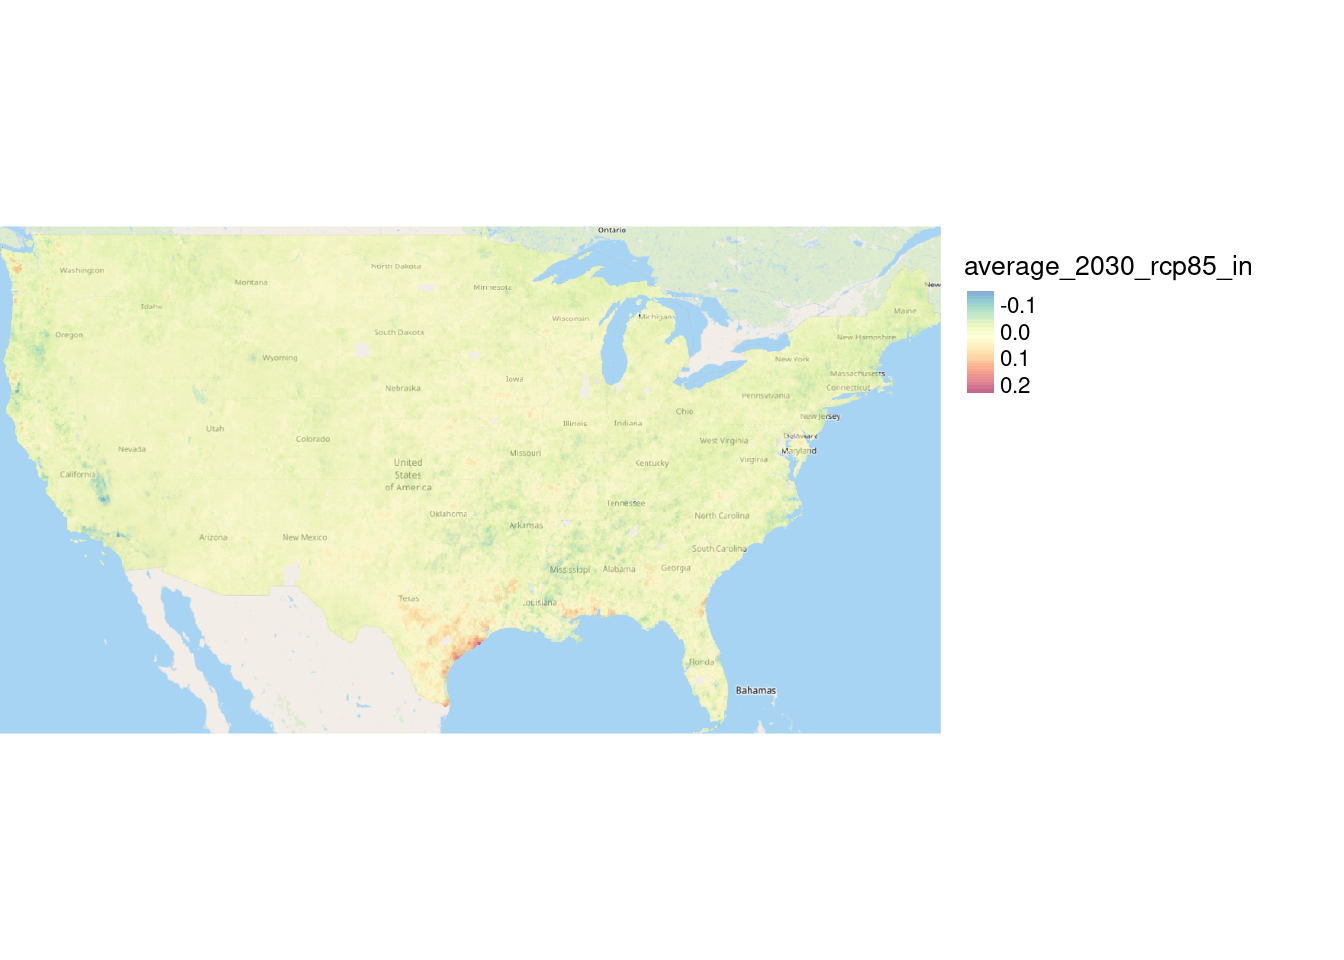 Ontario
Washington
North Dakota
Montana
Minnesota
New
Idaho
Maine
Wisconsin
Michigan
Oregon
South Dakota
New Hampshire
Wyoming
New York
Massachusetts
Iowa
Nebraska
Connecticut
Pennsylvania
Ohio
New Jersey
Utah
Illinois
Indiana
Colorado
Delaware
West Virginia
Nevada
Missouri
Maryland
Virginia
Kentucky
United
States
of America
California
Tennessee
Oklahoma
North Carolina
Arkansas
Arizona
New Mexico
South Carolina
Mississippi
Alabama
Georgia
Texas
Louisiana
Florida
Bahamas
average_2030_rcp85_in
-0.1
0.0
0.1
0.2